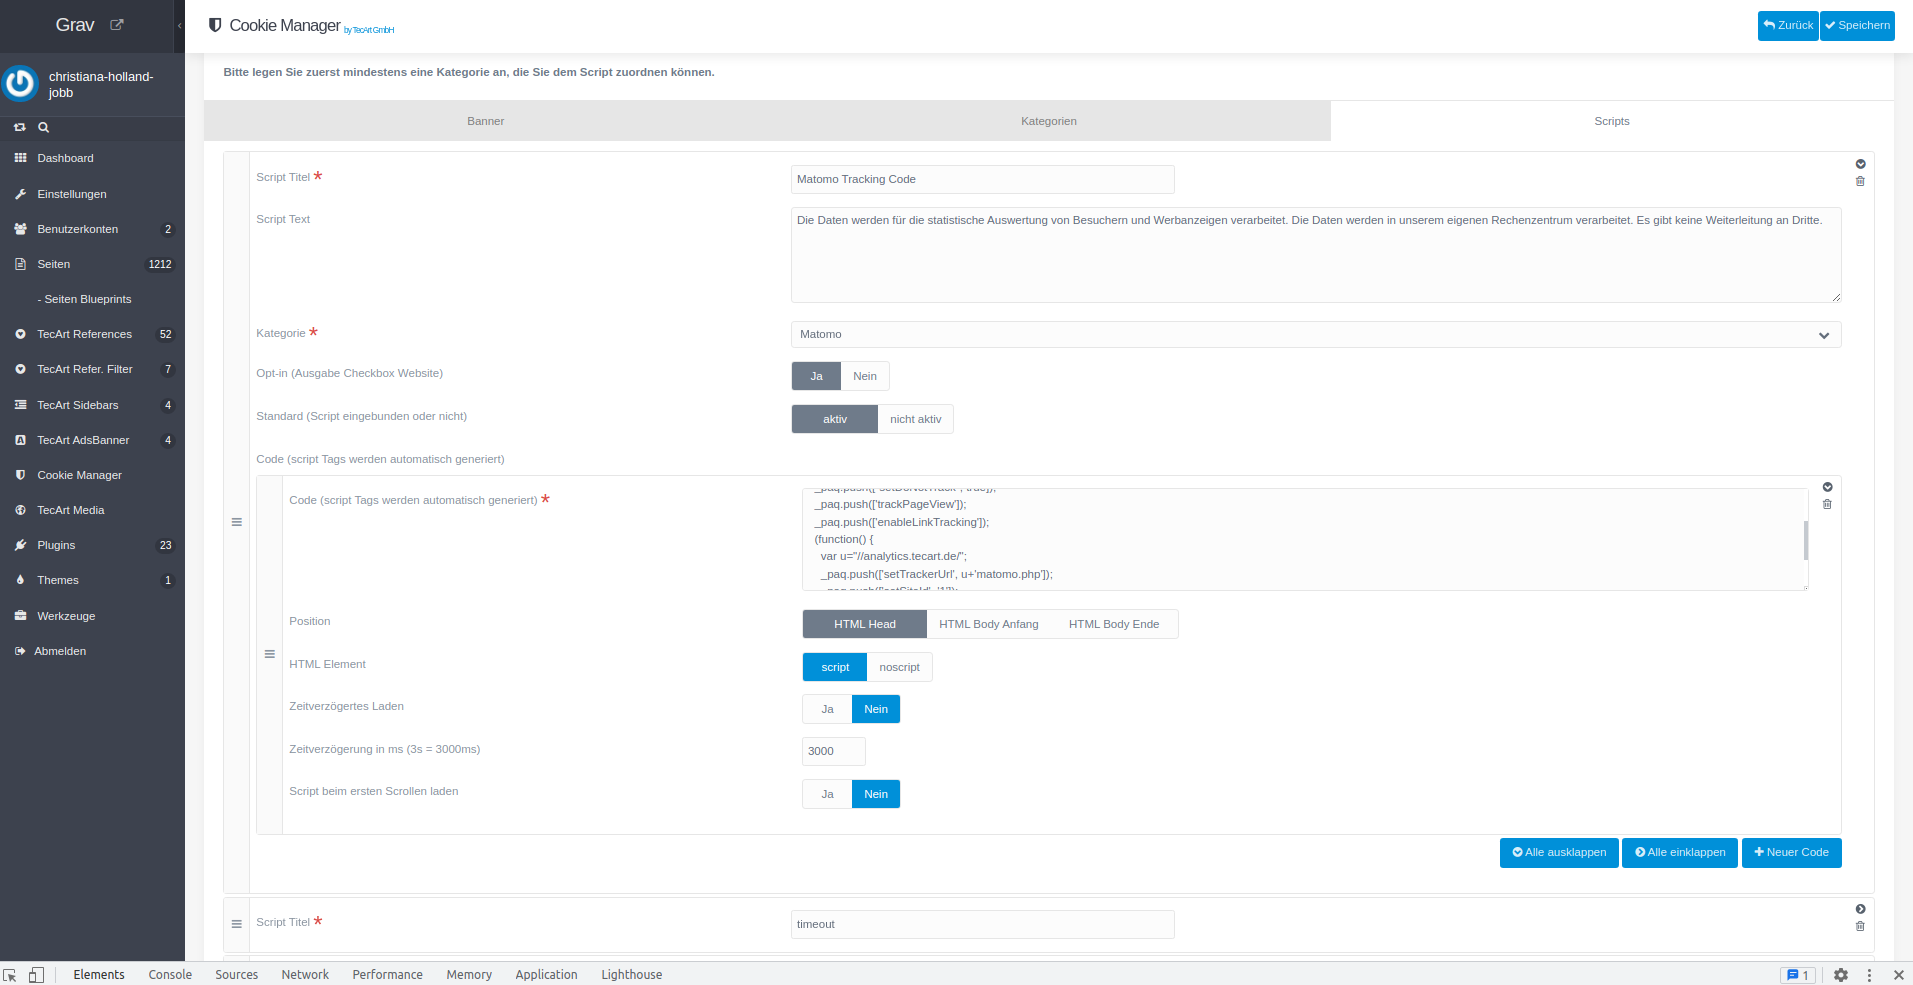 Grav
Cookie Manager by TecArt GmbH
Zurück
Speichern
christiana-holland-
jobb
Dashboard
Einstellungen
Benutzerkonten 2
Seiten 1212
- Seiten Blueprints
TecArt References 52
TecArt Refer. Filter 7
TecArt Sidebars 4
TecArt AdsBanner 4
Cookie Manager
TecArt Media
Plugins 23
Themes 1
Werkzeuge
Abmelden
Bitte legen Sie zuerst mindestens eine Kategorie an, die Sie dem Script zuordnen können.
Banner Kategorien Scripts
Script Titel * Matomo Tracking Code
Script Text Die Daten werden für die statistische Auswertung von Besuchern und Werbanzeigen verarbeitet. Die Daten werden in unserem eigenen Rechenzentrum verarbeitet. Es gibt keine Weiterleitung an Dritte.
Kategorie * Matomo
Opt-in (Ausgabe Checkbox Website) Ja Nein
Standard (Script eingebunden oder nicht) aktiv nicht aktiv
Code (script Tags werden automatisch generiert)
Code (script Tags werden automatisch generiert) *
_paq.push(["setDoNotTrack", true]);
_paq.push(['trackPageView']);
_paq.push(['enableLinkTracking']);
(function() {
var u="//analytics.tecart.de/";
_paq.push(['setTrackerUrl', u+'matomo.php']);
_paq.push(['setSiteId', '1']);
Position HTML Head HTML Body Anfang HTML Body Ende
HTML Element script noscript
Zeitverzögertes Laden Ja Nein
Zeitverzögerung in ms (3s = 3000ms) 3000
Script beim ersten Scrollen laden Ja Nein
Alle ausklappen Alle einklappen Neuer Code
Script Titel * timeout
Elements Console Sources Network Performance Memory Application Lighthouse 1